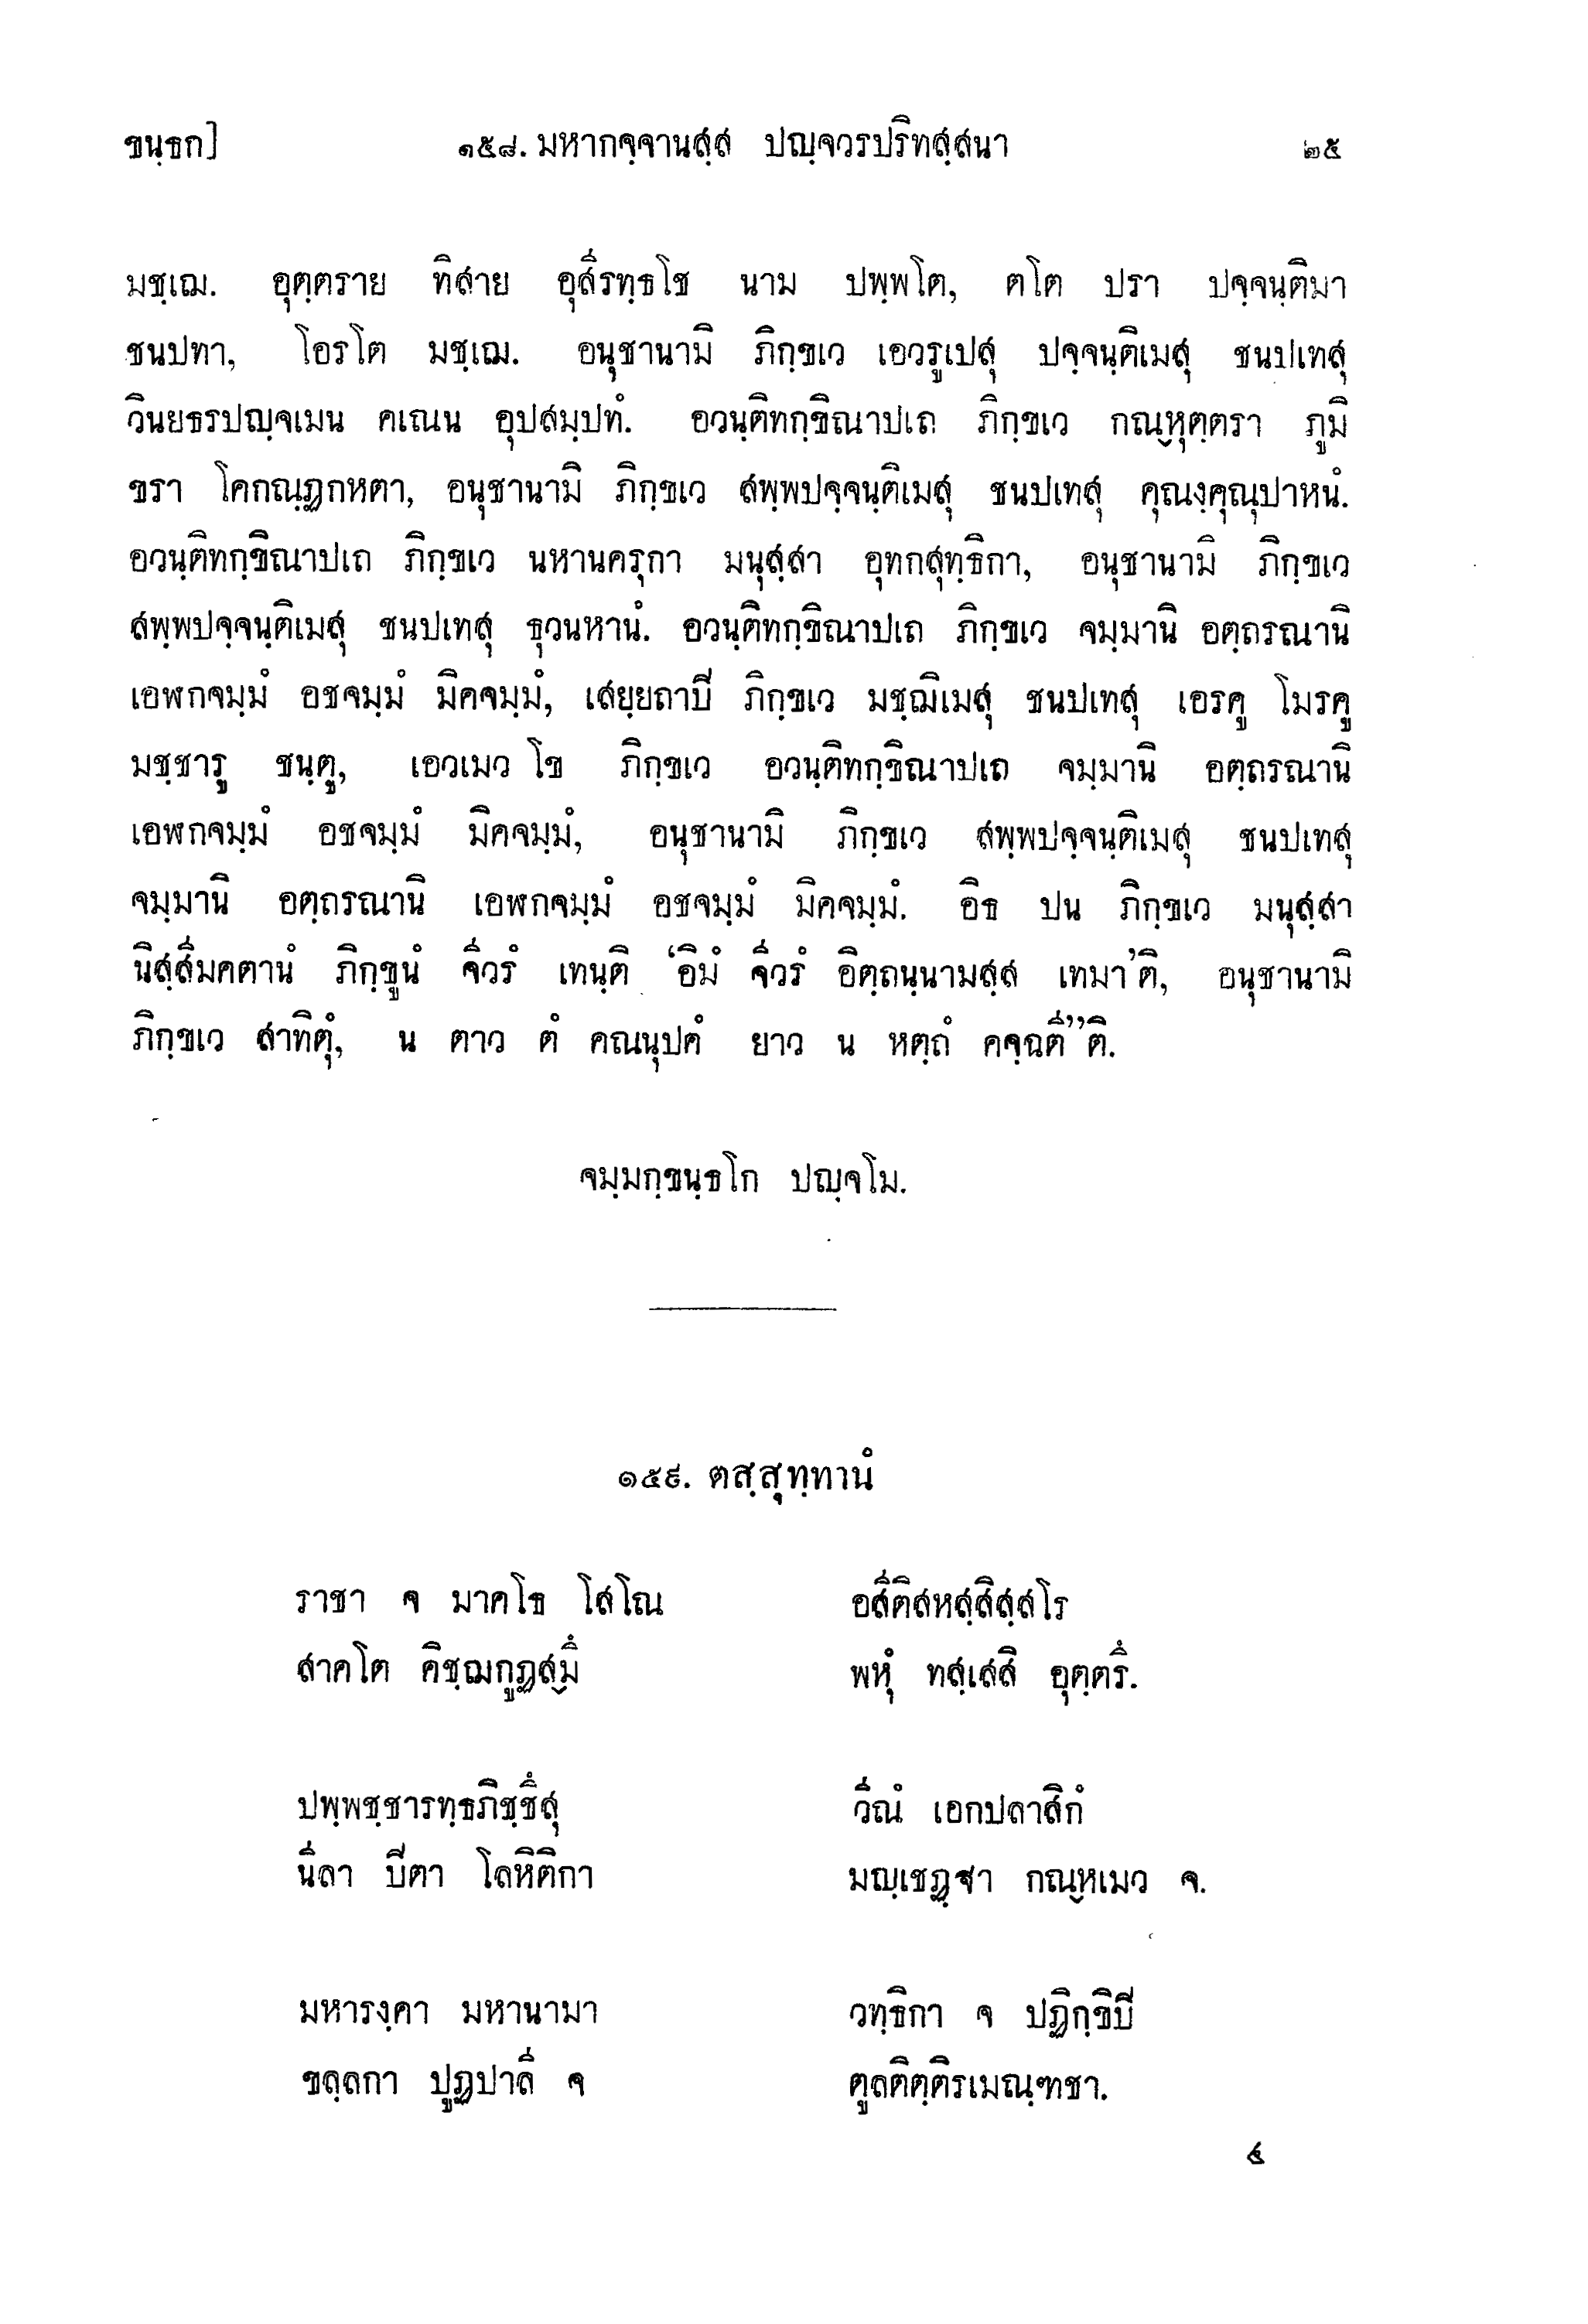 ขนฺธก] ๑๕๘. มหากจฺจานสฺส ปญฺจวรปริทสฺสนา ๒๕
มชฺเฌ. อุตฺตราย ทิสาย อุสีรทฺธโช นาม ปพฺพโต, ตโต ปรา ปจฺจนฺติมา
ชนปทา, โอรโต มชฺเฌ. อนุชานามิ ภิกฺขเว เอวรูเปสุ ปจฺจนฺติเมสุ ชนปเทสุ
วินยธรปญฺจเมน คเณน อุปสมฺปทํ. อวนฺติทกฺขิณาปเถ ภิกฺขเว กณฺหุตฺตรา ภูมิ
ขรา โคกณฺฏกหตา, อนุชานามิ ภิกฺขเว สพฺพปจฺจนฺติเมสุ ชนปเทสุ คุณงฺคุณุปาหนํ.
อวนฺติทกฺขิณาปเถ ภิกฺขเว นหานครุกา มนุสฺสา อุทกสุทฺธิกา, อนุชานามิ ภิกฺขเว
สพฺพปจฺจนฺติเมสุ ชนปเทสุ ธุวนหานํ. อวนฺติทกฺขิณาปเถ ภิกฺขเว จมฺมานิ อตฺถรณานิ
เอฬกจมฺมํ อชจมฺมํ มิคจมฺมํ, เสยฺยถาปิ ภิกฺขเว มชฺฌิเมสุ ชนปเทสุ เอรคู โมรคู
มชฺชารู ชนฺตู, เอวเมว โข ภิกฺขเว อวนฺติทกฺขิณาปเถ จมฺมานิ อตฺถรณานิ
เอฬกจมฺมํ อชจมฺมํ มิคจมฺมํ, อนุชานามิ ภิกฺขเว สพฺพปจฺจนฺติเมสุ ชนปเทสุ
จมฺมานิ อตฺถรณานิ เอฬกจมฺมํ อชจมฺมํ มิคจมฺมํ. อิธ ปน ภิกฺขเว มนุสฺสา
นิสฺสีมคตานํ ภิกฺขูนํ จีวรํ เทนฺติ ‘อิมํ จีวรํ อิตฺถนฺนามสฺส เทมา’ติ, อนุชานามิ
ภิกฺขเว สาทิตุํ, น ตาว ตํ คณนุปคํ ยาว น หตฺถํ คจฺฉตี”ติ.
จมฺมกฺขนฺธโก ปญฺจโม.
๑๕๙. ตสฺสุทฺทานํ
ราชา จ มาคโธ โสโณ อสีติสหสฺสิสฺสโร
สาคโต คิชฺฌกูฏสฺมึ พหุํ ทสฺเสสิ อุตฺตรึ.
ปพฺพชฺชารทฺธภิชฺชึสุ วีณํ เอกปลาสิกํ
นีลา ปีตา โลหิติกา มญฺเชฏฺฐา กณฺหเมว จ.
มหารงฺคา มหานามา วทฺธิกา จ ปฏิกฺขิปิ
ขลฺลกา ปูฏปาลี จ ตูลติตฺติรเมณฺฑชา.
๔